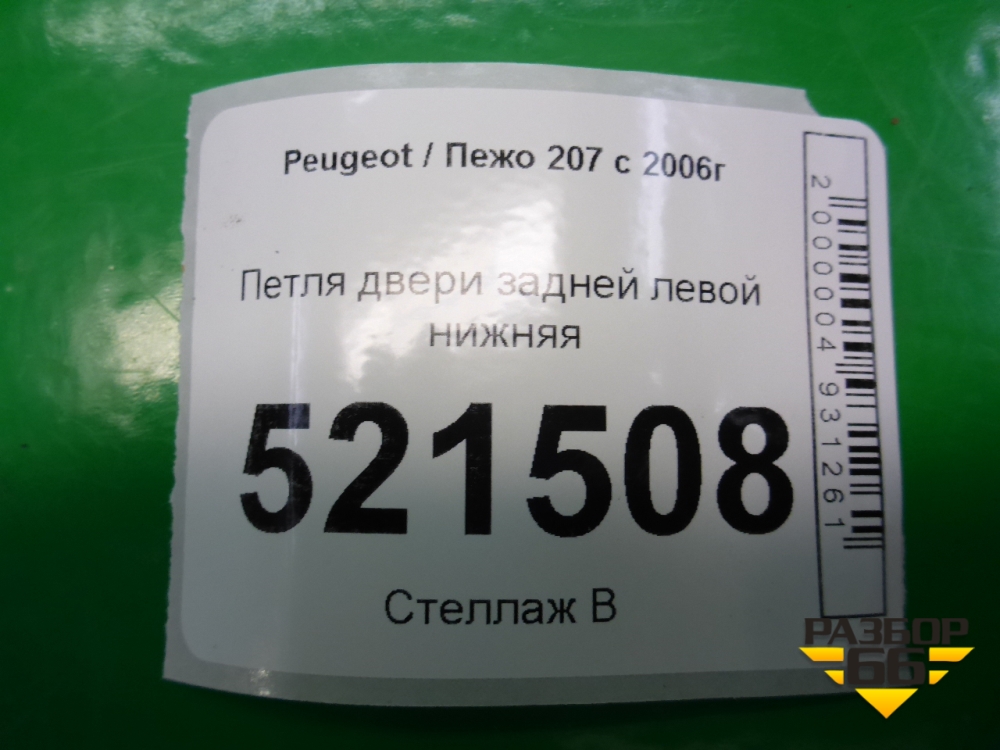 Peugeot / Пежо 207 с 2006г
Петля двери задней левой
нижняя
521508
Стеллаж В
2000004931261
РАЗБОР
66